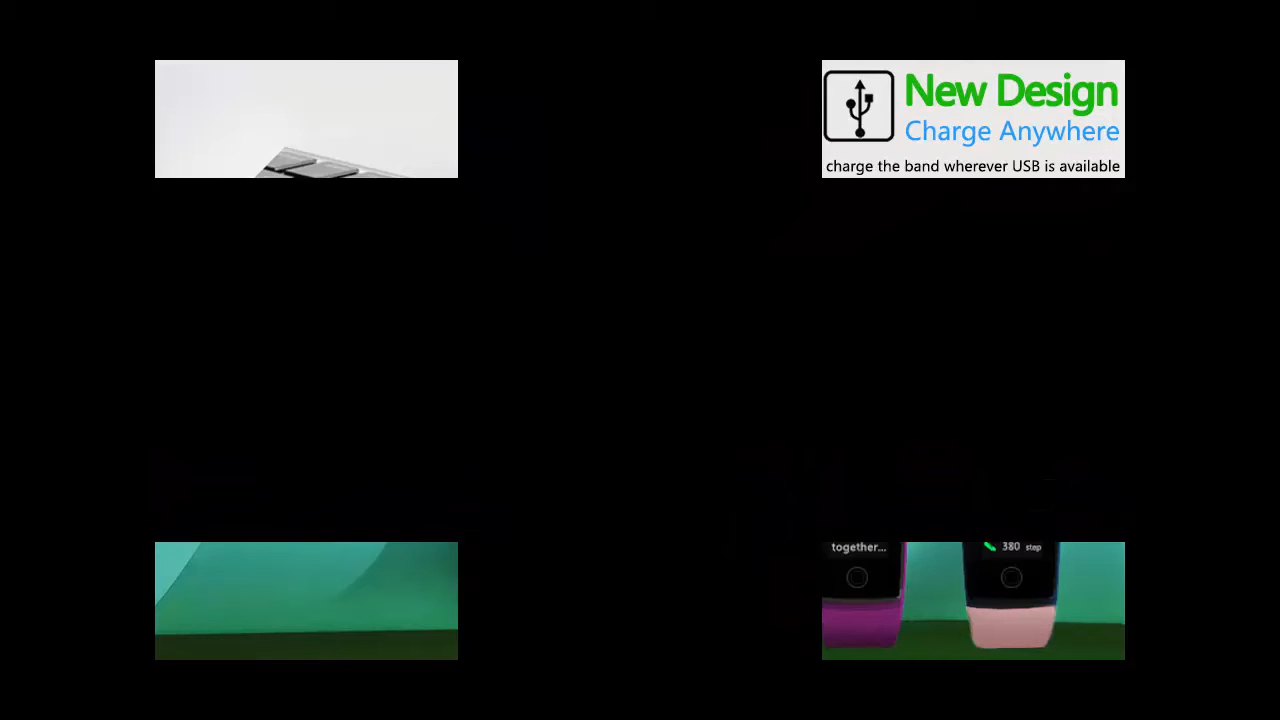 New Design
Charge Anywhere
charge the band wherever USB is available
together...
380 step